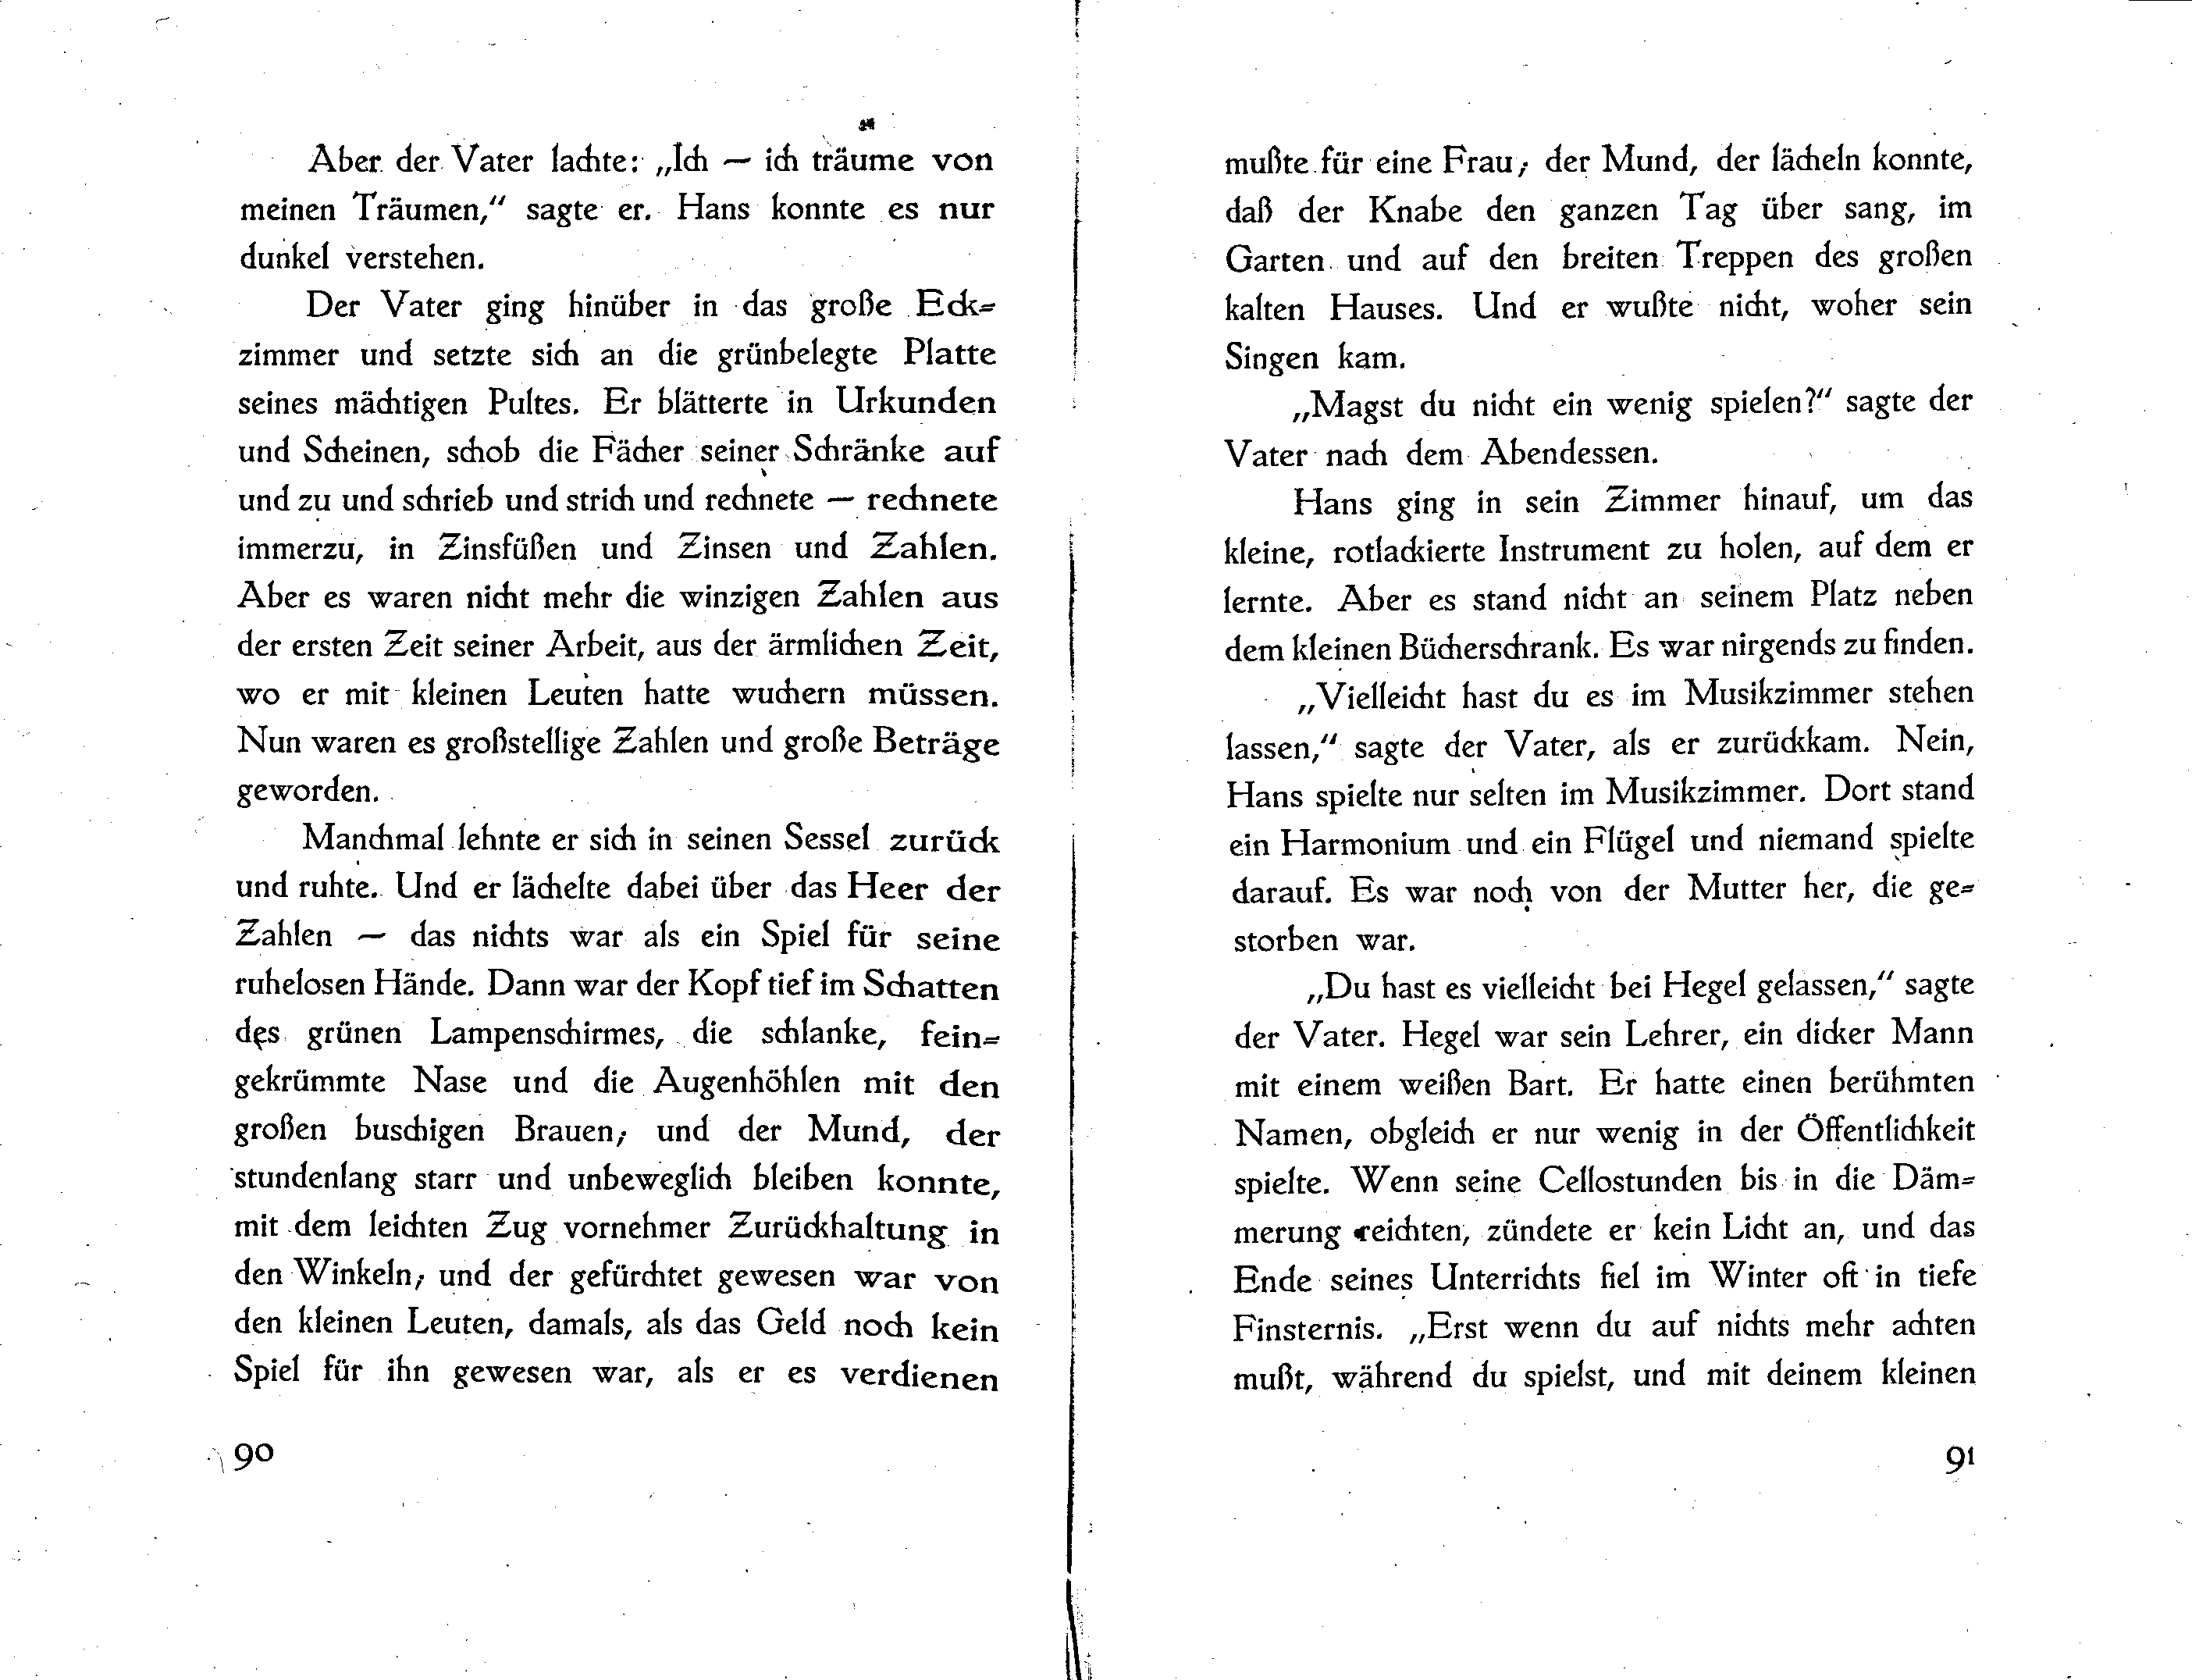 Aber der Vater lachte: „Ich — ich träume von
meinen Träumen,“ sagte er. Hans konnte es nur
dunkel verstehen.
Der Vater ging hinüber in das große Eck-
zimmer und setzte sich an die grünbelegte Platte
seines mächtigen Pultes. Er blätterte in Urkunden
und Scheinen, schob die Fächer seiner Schränke auf
und zu und schrieb und strich und rechnete — rechnete
immerzu, in Zinsfüßen und Zinsen und Zahlen.
Aber es waren nicht mehr die winzigen Zahlen aus
der ersten Zeit seiner Arbeit, aus der ärmlichen Zeit,
wo er mit kleinen Leuten hatte wuchern müssen.
Nun waren es großstellige Zahlen und große Beträge
geworden.
Manchmal lehnte er sich in seinen Sessel zurück
und ruhte. Und er lächelte dabei über das Heer der
Zahlen — das nichts war als ein Spiel für seine
ruhelosen Hände. Dann war der Kopf tief im Schatten
des grünen Lampenschirmes, die schlanke, fein-
gekrümmte Nase und die Augenhöhlen mit den
großen buschigen Brauen; und der Mund, der
stundenlang starr und unbeweglich bleiben konnte,
mit dem leichten Zug vornehmer Zurückhaltung in
den Winkeln; und der gefürchtet gewesen war von
den kleinen Leuten, damals, als das Geld noch kein
Spiel für ihn gewesen war, als er es verdienen
90
mußte für eine Frau; der Mund, der lächeln konnte,
daß der Knabe den ganzen Tag über sang, im
Garten und auf den breiten Treppen des großen
kalten Hauses. Und er wußte nicht, woher sein
Singen kam.
„Magst du nicht ein wenig spielen?“ sagte der
Vater nach dem Abendessen.
Hans ging in sein Zimmer hinauf, um das
kleine, rotlackierte Instrument zu holen, auf dem er
lernte. Aber es stand nicht an seinem Platz neben
dem kleinen Bücherschrank. Es war nirgends zu finden.
„Vielleicht hast du es im Musikzimmer stehen
lassen,“ sagte der Vater, als er zurückkam. Nein,
Hans spielte nur selten im Musikzimmer. Dort stand
ein Harmonium und ein Flügel und niemand spielte
darauf. Es war noch von der Mutter her, die ge-
storben war.
„Du hast es vielleicht bei Hegel gelassen,“ sagte
der Vater. Hegel war sein Lehrer, ein dicker Mann
mit einem weißen Bart. Er hatte einen berühmten
Namen, obgleich er nur wenig in der Öffentlichkeit
spielte. Wenn seine Cellostunden bis in die Däm-
merung reichten, zündete er kein Licht an, und das
Ende seines Unterrichts fiel im Winter oft in tiefe
Finsternis. „Erst wenn du auf nichts mehr achten
mußt, während du spielst, und mit deinem kleinen
91